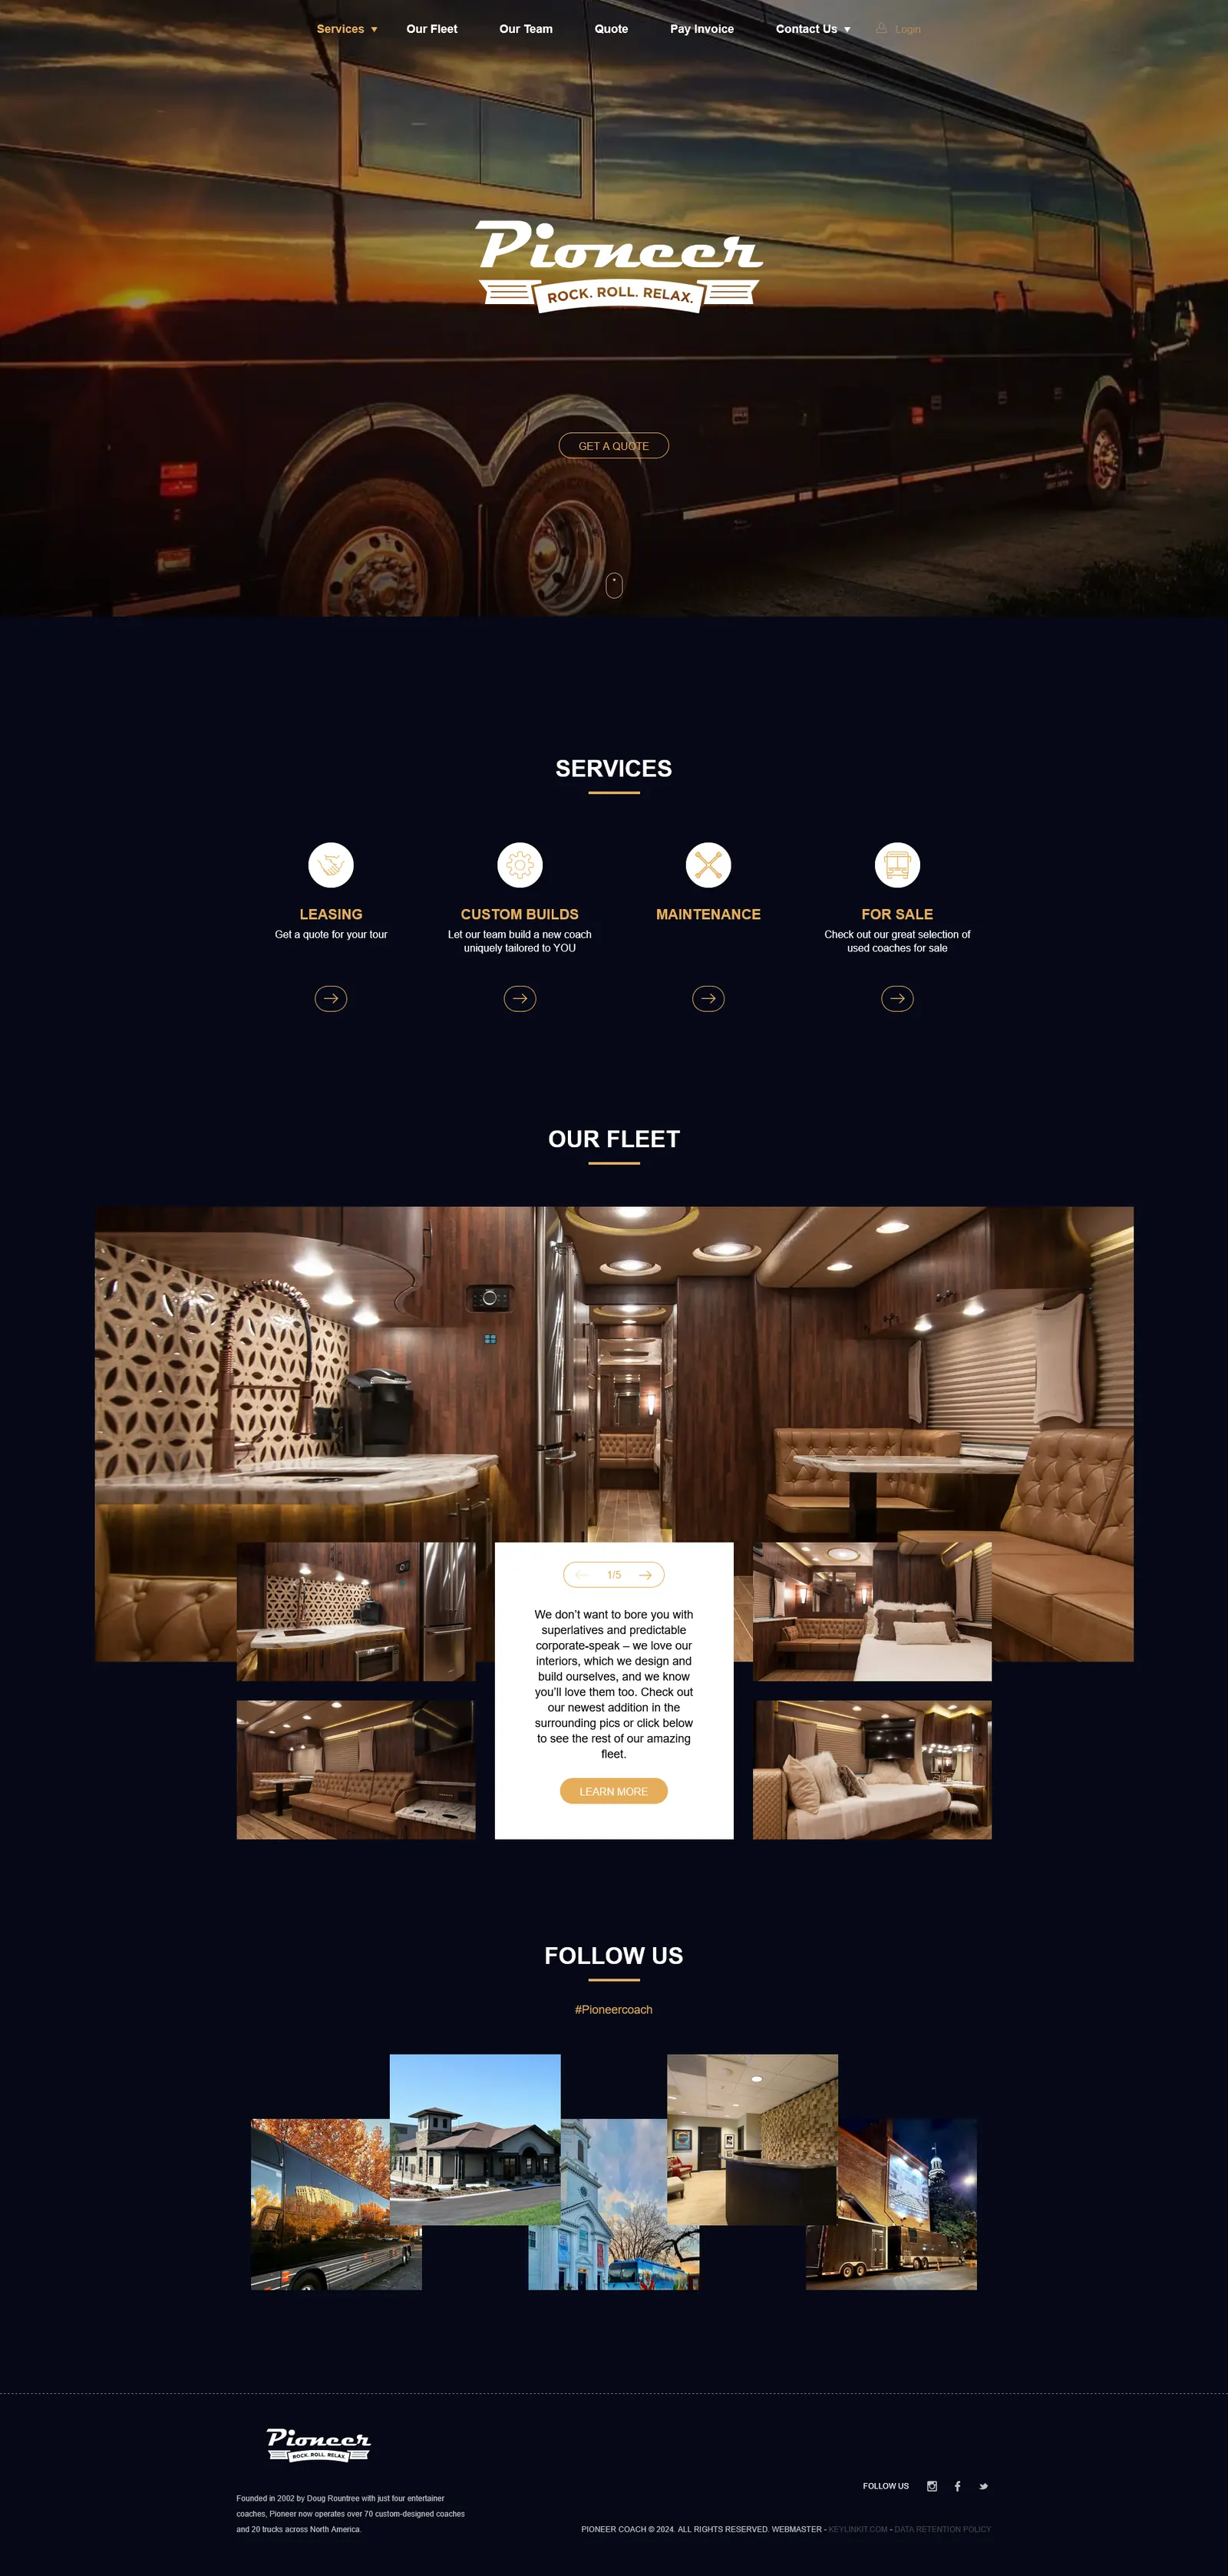 Services Our Fleet Our Team Quote Pay Invoice Contact Us Login
Pioneer
ROCK. ROLL. RELAX.
GET A QUOTE
SERVICES
LEASING
Get a quote for your tour
CUSTOM BUILDS
Let our team build a new coach
uniquely tailored to YOU
MAINTENANCE
FOR SALE
Check out our great selection of
used coaches for sale
OUR FLEET
1/5
We don’t want to bore you with
superlatives and predictable
corporate-speak – we love our
interiors, which we design and
build ourselves, and we know
you’ll love them too. Check out
our newest addition in the
surrounding pics or click below
to see the rest of our amazing
fleet.
LEARN MORE
FOLLOW US
#Pioneercoach
Pioneer
ROCK. ROLL. RELAX.
Founded in 2002 by Doug Rountree with just four entertainer
coaches, Pioneer now operates over 70 custom-designed coaches
and 20 trucks across North America.
FOLLOW US
PIONEER COACH © 2024. ALL RIGHTS RESERVED. WEBMASTER - KEYLINKIT.COM - DATA RETENTION POLICY